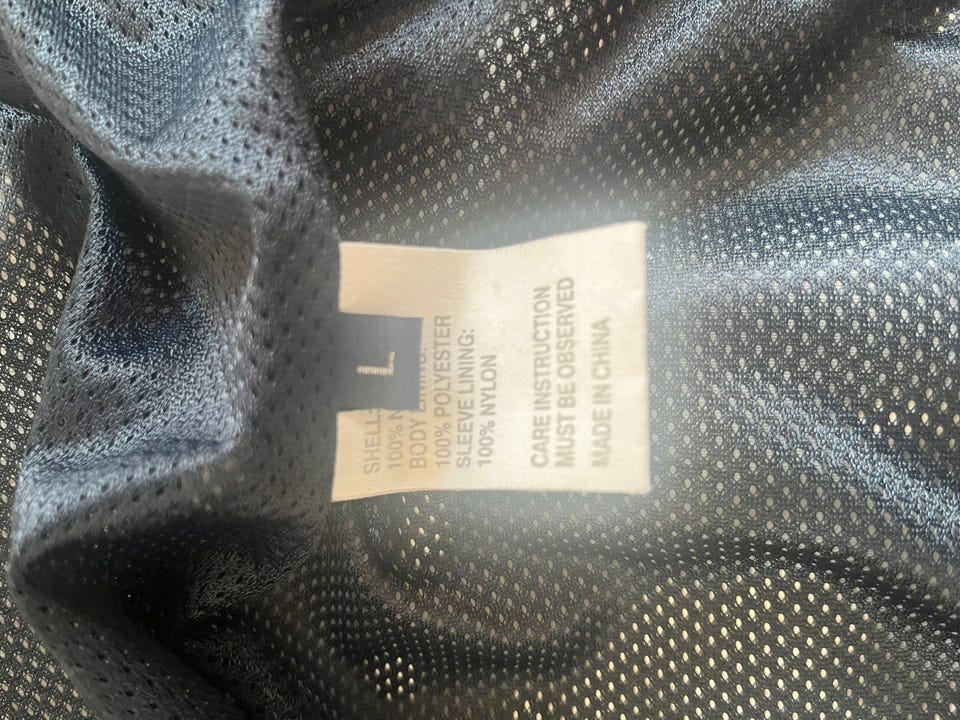 L
SHELL:
100% N
BODY LINING:
100% POLYESTER
SLEEVE LINING:
100% NYLON
CARE INSTRUCTION
MUST BE OBSERVED
MADE IN CHINA